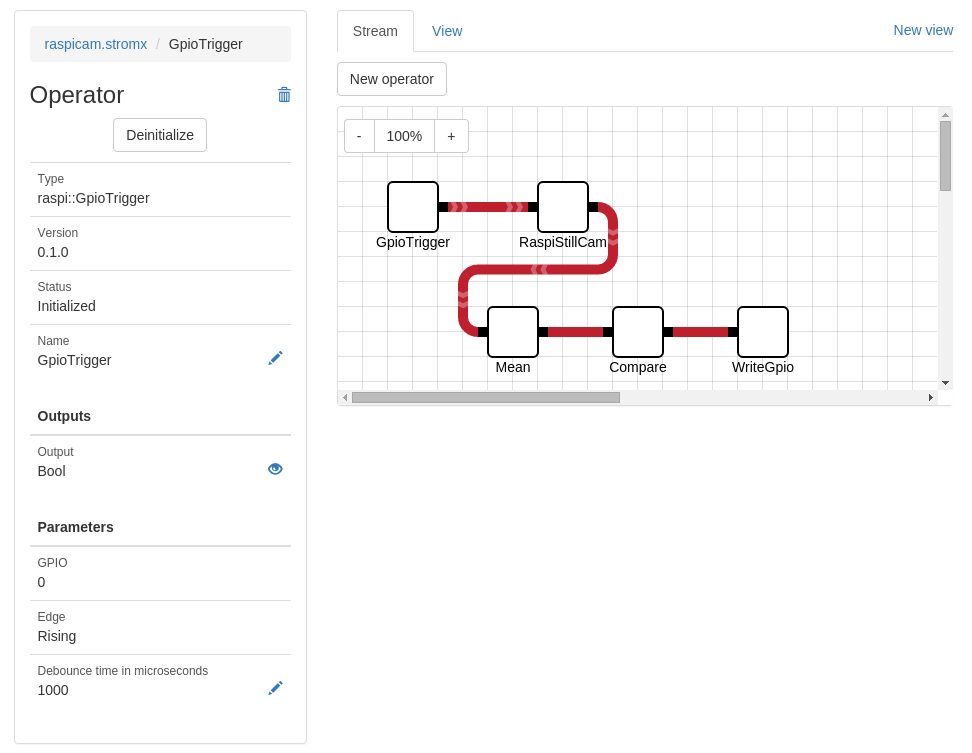 raspicam.stromx / GpioTrigger
Operator
Deinitialize
Type
raspi::GpioTrigger
Version
0.1.0
Status
Initialized
Name
GpioTrigger
Outputs
Output
Bool
Parameters
GPIO
0
Edge
Rising
Debounce time in microseconds
1000
Stream View New view
New operator
- 100% +
GpioTrigger RaspiStillCam
Mean Compare WriteGpio